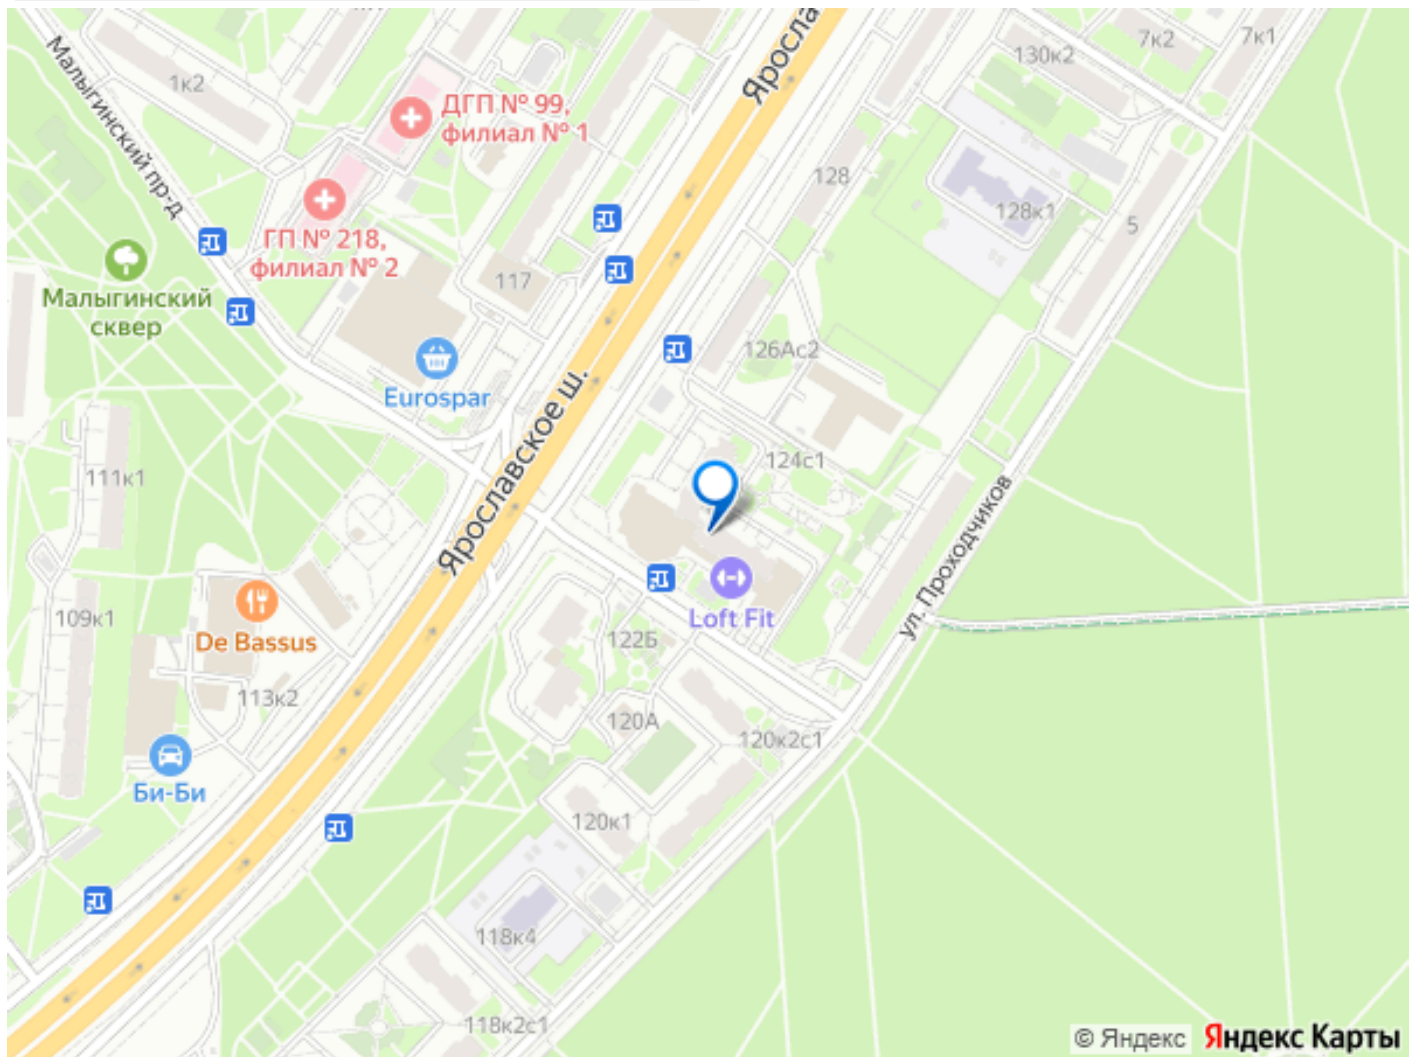 Яросла
7к2
7к1
130к2
Малыгинский пр-д
1к2
ДГП № 99,
филиал № 1
128
128к1
5
ГП № 218,
филиал № 2
117
Малыгинский
сквер
126Ас2
Eurospar
Ярославское ш.
124с1
111к1
ул. Проходчиков
Loft Fit
109к1
De Bassus
122Б
113к2
120А
120к2с1
Би-Би
120к1
118к4
118к2с1
© Яндекс Яндекс Карты